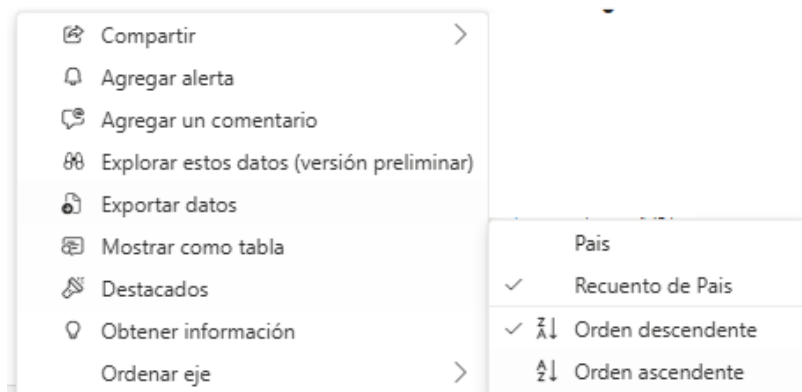 Compartir
Agregar alerta
Agregar un comentario
Explorar estos datos (versión preliminar)
Exportar datos
Mostrar como tabla
Destacados
Obtener información
Ordenar eje
Pais
Recuento de Pais
Orden descendente
Orden ascendente